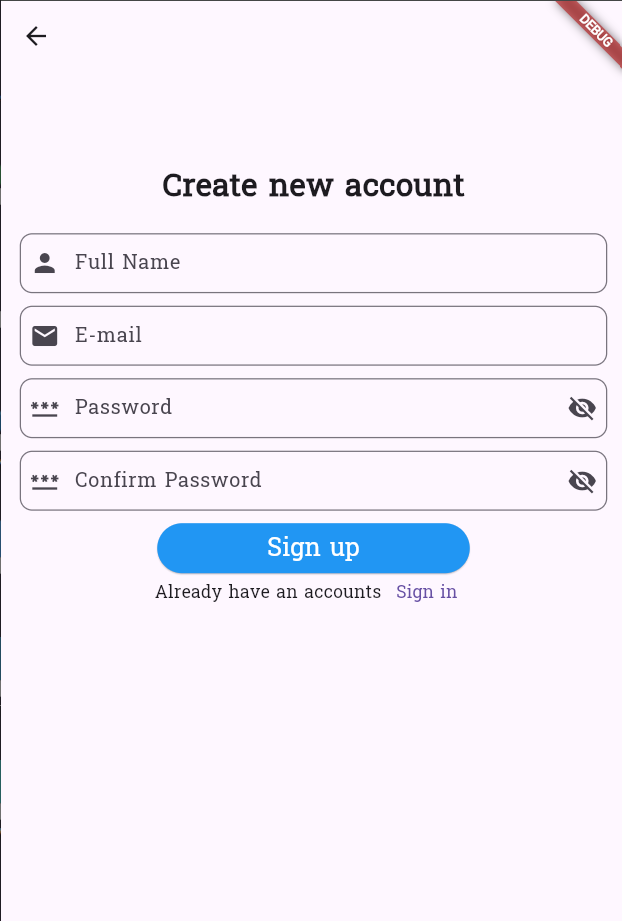 DEBUG
Create new account
Full Name
E-mail
*** Password
*** Confirm Password
Sign up
Already have an accounts Sign in